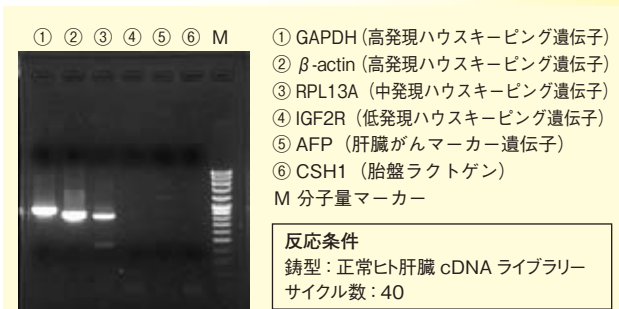 ① ② ③ ④ ⑤ ⑥ M
① GAPDH（高発現ハウスキーピング遺伝子）
② β-actin（高発現ハウスキーピング遺伝子）
③ RPL13A（中発現ハウスキーピング遺伝子）
④ IGF2R（低発現ハウスキーピング遺伝子）
⑤ AFP（肝臓がんマーカー遺伝子）
⑥ CSH1（胎盤ラクトゲン）
M 分子量マーカー
反応条件
鋳型：正常ヒト肝臓 cDNA ライブラリー
サイクル数：40